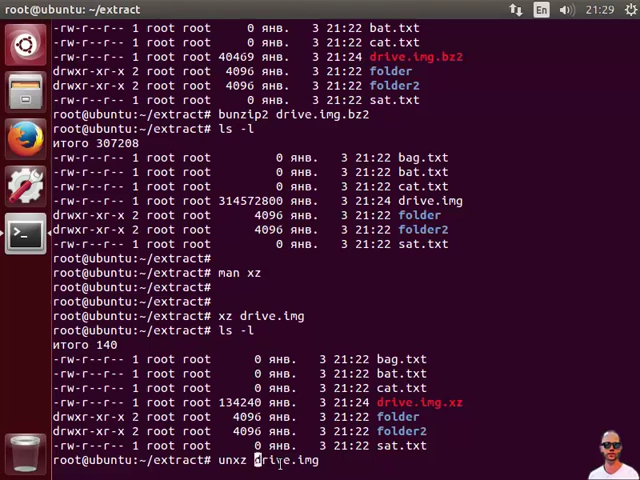 root@ubuntu: ~/extract
En
21:29
-rw-r--r-- 1 root root 0 янв. 3 21:22 bat.txt
-rw-r--r-- 1 root root 0 янв. 3 21:22 cat.txt
-rw-r--r-- 1 root root 40469 янв. 3 21:24 drive.img.bz2
drwxr-xr-x 2 root root 4096 янв. 3 21:22 folder
drwxr-xr-x 2 root root 4096 янв. 3 21:22 folder2
-rw-r--r-- 1 root root 0 янв. 3 21:22 sat.txt
root@ubuntu:~/extract# bunzip2 drive.img.bz2
root@ubuntu:~/extract# ls -l
итого 307208
-rw-r--r-- 1 root root 0 янв. 3 21:22 bag.txt
-rw-r--r-- 1 root root 0 янв. 3 21:22 bat.txt
-rw-r--r-- 1 root root 0 янв. 3 21:22 cat.txt
-rw-r--r-- 1 root root 314572800 янв. 3 21:24 drive.img
drwxr-xr-x 2 root root 4096 янв. 3 21:22 folder
drwxr-xr-x 2 root root 4096 янв. 3 21:22 folder2
-rw-r--r-- 1 root root 0 янв. 3 21:22 sat.txt
root@ubuntu:~/extract#
root@ubuntu:~/extract# man xz
root@ubuntu:~/extract#
root@ubuntu:~/extract#
root@ubuntu:~/extract# xz drive.img
root@ubuntu:~/extract# ls -l
итого 140
-rw-r--r-- 1 root root 0 янв. 3 21:22 bag.txt
-rw-r--r-- 1 root root 0 янв. 3 21:22 bat.txt
-rw-r--r-- 1 root root 0 янв. 3 21:22 cat.txt
-rw-r--r-- 1 root root 134240 янв. 3 21:24 drive.img.xz
drwxr-xr-x 2 root root 4096 янв. 3 21:22 folder
drwxr-xr-x 2 root root 4096 янв. 3 21:22 folder2
-rw-r--r-- 1 root root 0 янв. 3 21:22 sat.txt
root@ubuntu:~/extract# unxz drive.img